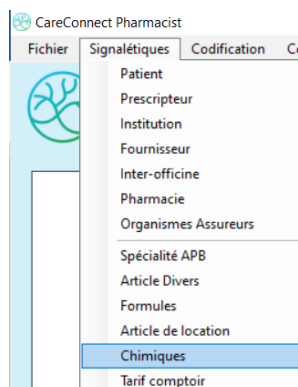 CareConnect Pharmacist
Fichier Signalétiques Codification
Patient
Prescripteur
Institution
Fournisseur
Inter-officine
Pharmacie
Organismes Assureurs
Spécialité APB
Article Divers
Formules
Article de location
Chimiques
Tarif comptoir